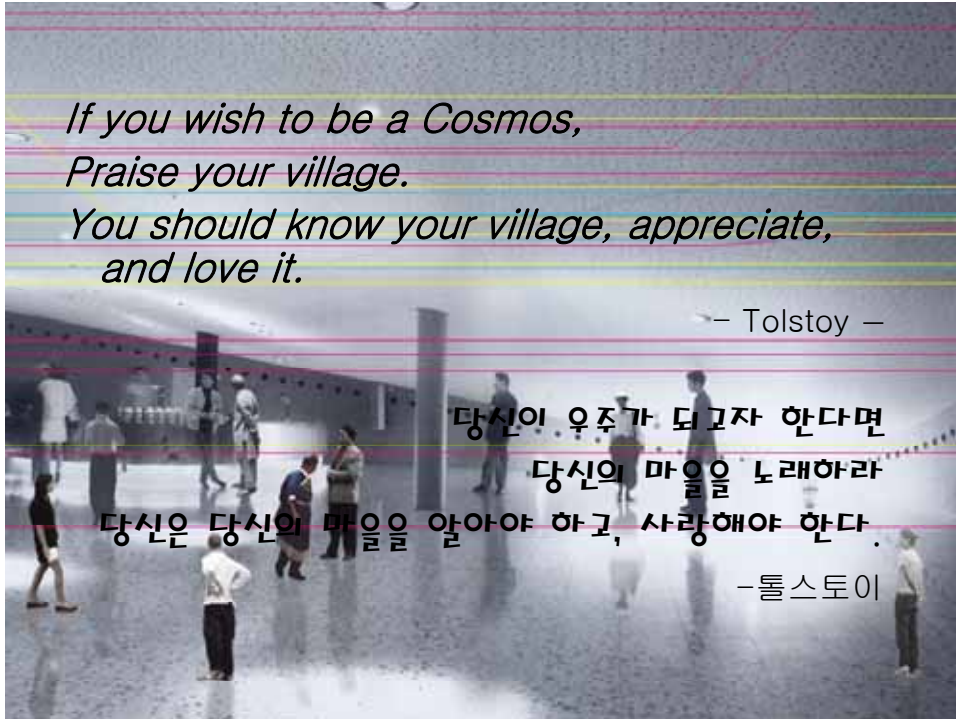 If you wish to be a Cosmos,
Praise your village.
You should know your village, appreciate,
and love it.
- Tolstoy –
당신이 우주가 되고자 한다면
당신의 마을을 노래하라
당신은 당신의 마을을 알아야 하고, 사랑해야 한다.
-톨스토이